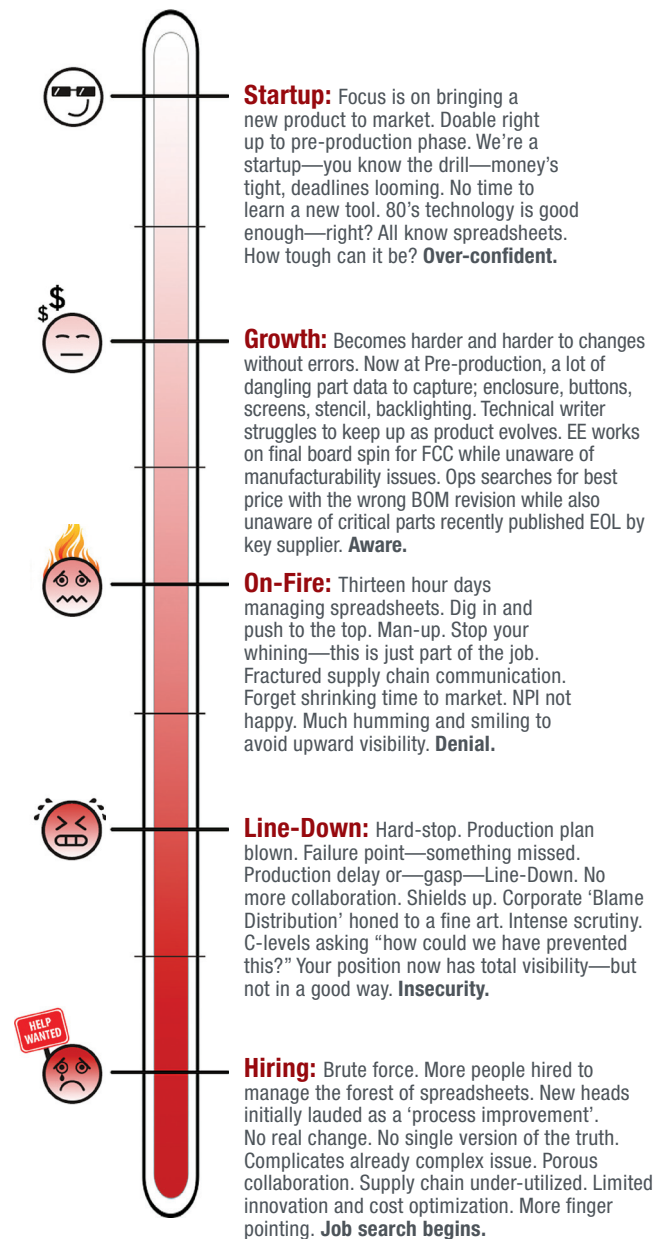 Startup: Focus is on bringing a
new product to market. Doable right
up to pre-production phase. We’re a
startup—you know the drill—money’s
tight, deadlines looming. No time to
learn a new tool. 80’s technology is good
enough—right? All know spreadsheets.
How tough can it be? Over-confident.
$$
Growth: Becomes harder and harder to changes
without errors. Now at Pre-production, a lot of
dangling part data to capture; enclosure, buttons,
screens, stencil, backlighting. Technical writer
struggles to keep up as product evolves. EE works
on final board spin for FCC while unaware of
manufacturability issues. Ops searches for best
price with the wrong BOM revision while also
unaware of critical parts recently published EOL by
key supplier. Aware.
On-Fire: Thirteen hour days
managing spreadsheets. Dig in and
push to the top. Man-up. Stop your
whining—this is just part of the job.
Fractured supply chain communication.
Forget shrinking time to market. NPI not
happy. Much humming and smiling to
avoid upward visibility. Denial.
Line-Down: Hard-stop. Production plan
blown. Failure point—something missed.
Production delay or—gasp—Line-Down. No
more collaboration. Shields up. Corporate ‘Blame
Distribution’ honed to a fine art. Intense scrutiny.
C-levels asking “how could we have prevented
this?” Your position now has total visibility—but
not in a good way. Insecurity.
HELP
WANTED
Hiring: Brute force. More people hired to
manage the forest of spreadsheets. New heads
initially lauded as a ‘process improvement’.
No real change. No single version of the truth.
Complicates already complex issue. Porous
collaboration. Supply chain under-utilized. Limited
innovation and cost optimization. More finger
pointing. Job search begins.